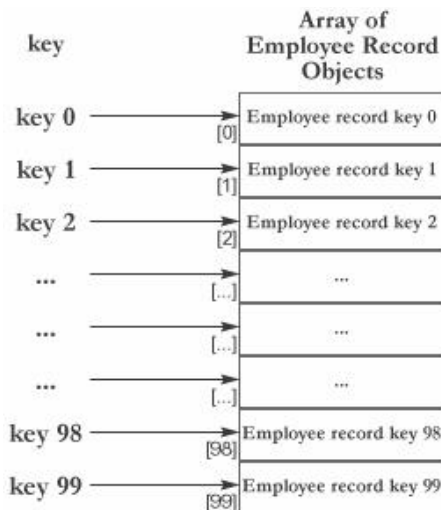 key
Array of
Employee Record
Objects
key 0
[0]
Employee record key 0
key 1
[1]
Employee record key 1
key 2
[2]
Employee record key 2
...
[...]
...
...
[...]
...
...
[...]
...
key 98
[98]
Employee record key 98
key 99
[99]
Employee record key 99